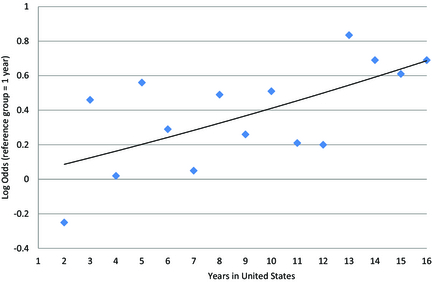 1
0.8
0.6
0.4
0.2
0
-0.2
-0.4
Log Odds (reference group = 1 year)
1 2 3 4 5 6 7 8 9 10 11 12 13 14 15 16
Years in United States